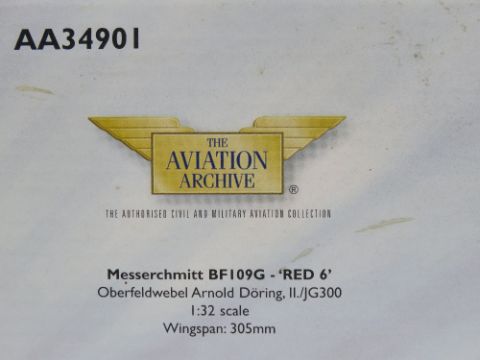 AA34901
THE
AVIATION
ARCHIVE
®
THE AUTHORISED CIVIL AND MILITARY AVIATION COLLECTION
Messerchmitt BF109G - ‘RED 6’
Oberfeldwebel Arnold Döring, II./JG300
1:32 scale
Wingspan: 305mm